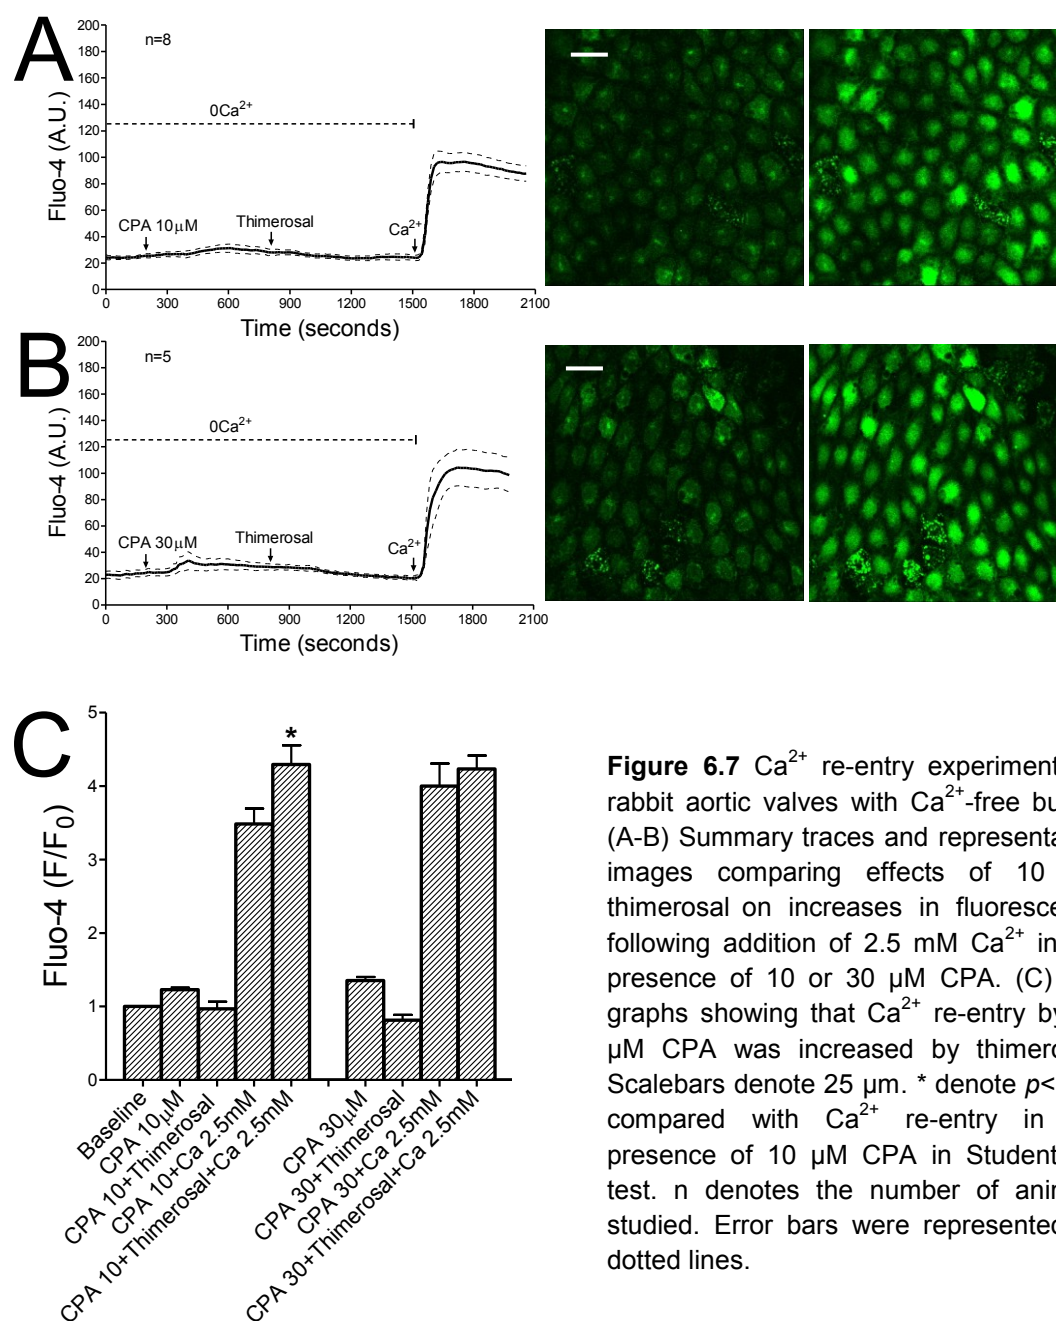 A
Fluo-4 (A.U.)
200
180
160
140
120
100
80
60
40
20
0
n=8
0Ca²⁺
CPA 10µM
Thimerosal
Ca²⁺
0 300 600 900 1200 1500 1800 2100
Time (seconds)
B
Fluo-4 (A.U.)
200
180
160
140
120
100
80
60
40
20
0
n=5
0Ca²⁺
CPA 30µM
Thimerosal
Ca²⁺
0 300 600 900 1200 1500 1800 2100
Time (seconds)
C
Fluo-4 (F/F₀)
5
4
3
2
1
0
*
Baseline
CPA 10µM
CPA 10+Thimerosal
CPA 10+Ca 2.5mM
CPA 10+Thimerosal+Ca 2.5mM
CPA 30µM
CPA 30+Thimerosal
CPA 30+Ca 2.5mM
CPA 30+Thimerosal+Ca 2.5mM
Figure 6.7 Ca²⁺ re-entry experiment
rabbit aortic valves with Ca²⁺-free bu
(A-B) Summary traces and representa
images comparing effects of 10
thimerosal on increases in fluoresce
following addition of 2.5 mM Ca²⁺ in
presence of 10 or 30 µM CPA. (C)
graphs showing that Ca²⁺ re-entry by
µM CPA was increased by thimero
Scalebars denote 25 µm. * denote p<
compared with Ca²⁺ re-entry in
presence of 10 µM CPA in Student
test. n denotes the number of anim
studied. Error bars were represented
dotted lines.